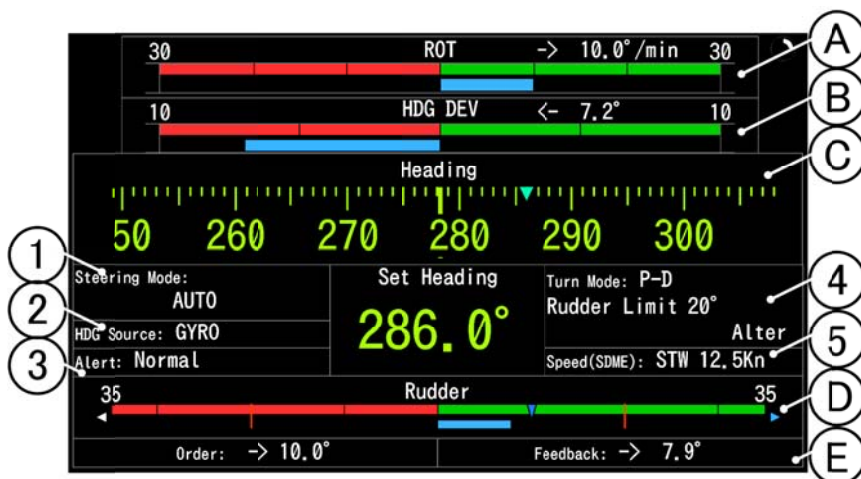 30 ROT -> 10.0°/min 30
A
10 HDG DEV <- 7.2° 10
B
Heading
C
50 260 270 280 290 300
1
Steering Mode:
AUTO
Set Heading
286.0°
Turn Mode: P-D
Rudder Limit 20°
Alter
4
2
HDG Source: GYRO
3
Alert: Normal
Speed(SDME): STW 12.5Kn
5
35 Rudder 35
D
Order: -> 10.0°
Feedback: -> 7.9°
E